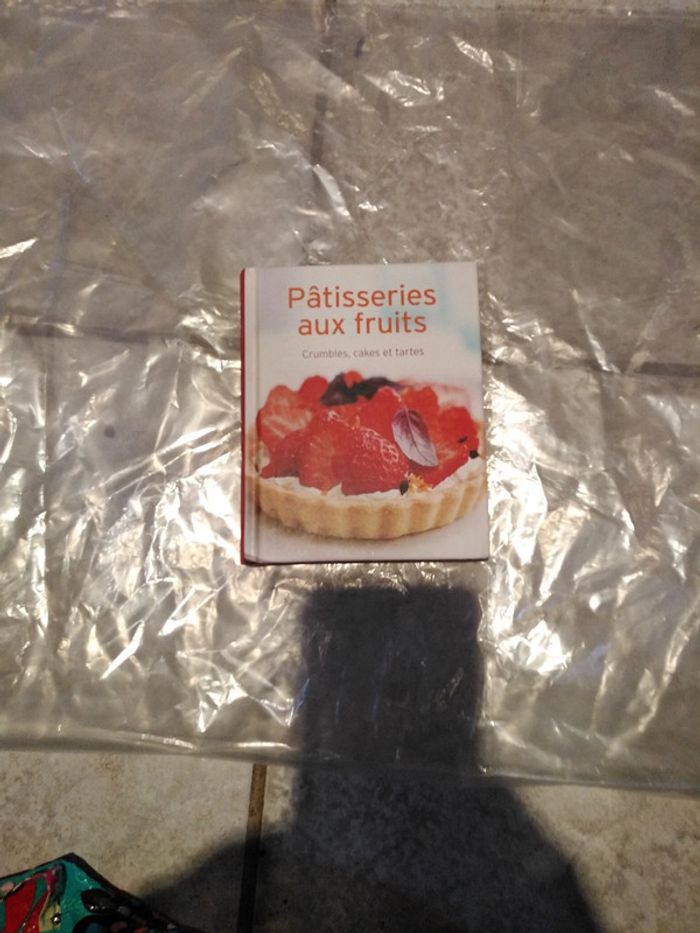 Pâtisseries
aux fruits
Crumbles, cakes et tartes